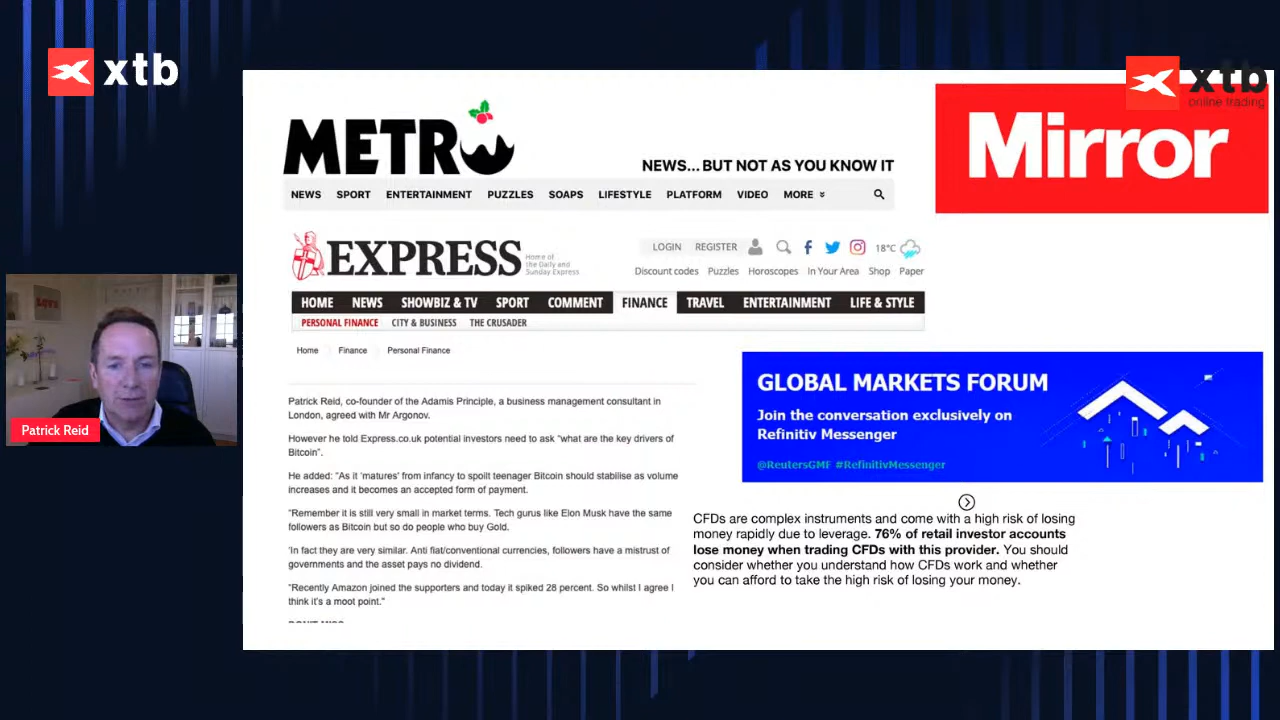 xtb
xtb
online trading
METRO
NEWS... BUT NOT AS YOU KNOW IT
NEWS SPORT ENTERTAINMENT PUZZLES SOAPS LIFESTYLE PLATFORM VIDEO MORE
Mirror
EXPRESS
Home of
the Daily and
Sunday Express
LOGIN REGISTER 18°C
Discount codes Puzzles Horoscopes In Your Area Shop Paper
HOME NEWS SHOWBIZ & TV SPORT COMMENT FINANCE TRAVEL ENTERTAINMENT LIFE & STYLE
PERSONAL FINANCE CITY & BUSINESS THE CRUSADER
Home Finance Personal Finance
Patrick Reid, co-founder of the Adamis Principle, a business management consultant in
London, agreed with Mr Argonov.
However he told Express.co.uk potential investors need to ask "what are the key drivers of
Bitcoin".
He added: "As it 'matures' from infancy to spoilt teenager Bitcoin should stabilise as volume
increases and it becomes an accepted form of payment.
"Remember it is still very small in market terms. Tech gurus like Elon Musk have the same
followers as Bitcoin but so do people who buy Gold.
'In fact they are very similar. Anti fiat/conventional currencies, followers have a mistrust of
governments and the asset pays no dividend.
"Recently Amazon joined the supporters and today it spiked 28 percent. So whilst I agree I
think it's a moot point."
DON'T MISS
GLOBAL MARKETS FORUM
Join the conversation exclusively on
Refinitiv Messenger
@ReutersGMF #RefinitivMessenger
CFDs are complex instruments and come with a high risk of losing
money rapidly due to leverage. 76% of retail investor accounts
lose money when trading CFDs with this provider. You should
consider whether you understand how CFDs work and whether
you can afford to take the high risk of losing your money.
Patrick Reid